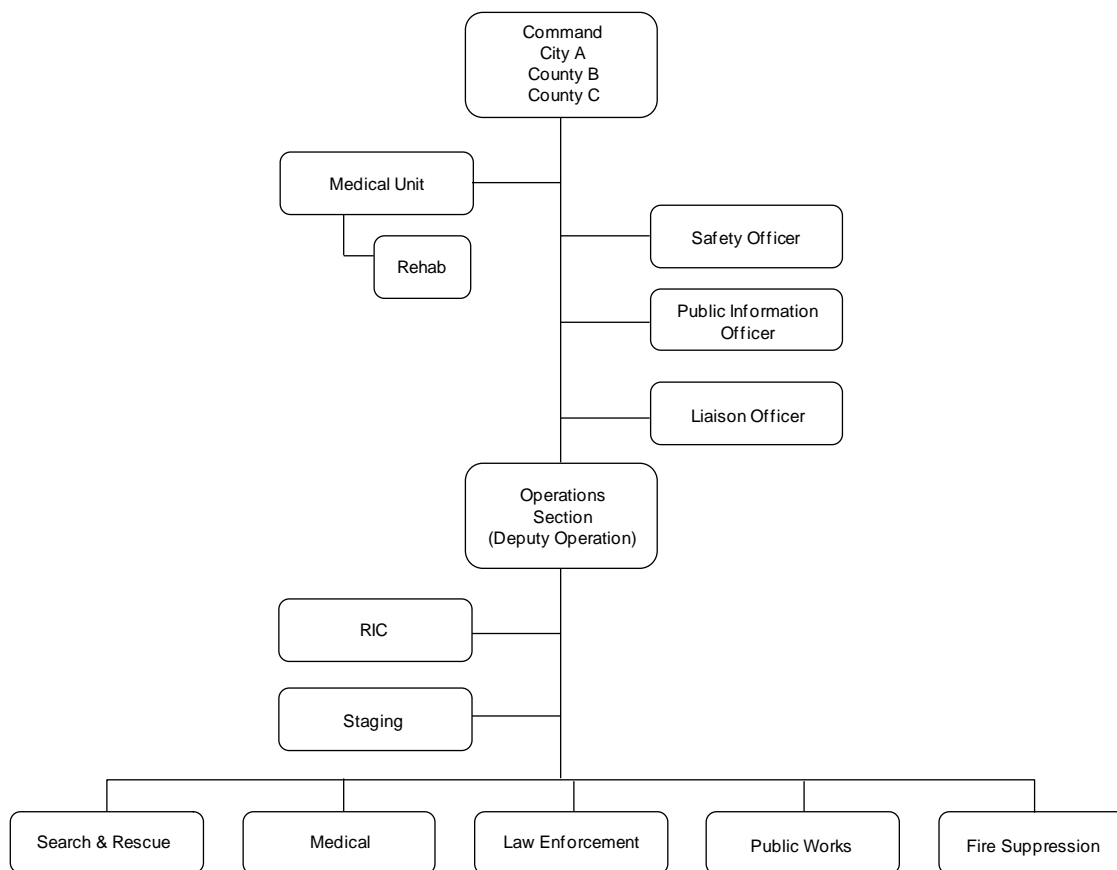 Command
City A
County B
County C
Medical Unit
Safety Officer
Rehab
Public Information
Officer
Liaison Officer
Operations
Section
(Deputy Operation)
RIC
Staging
Search & Rescue
Medical
Law Enforcement
Public Works
Fire Suppression